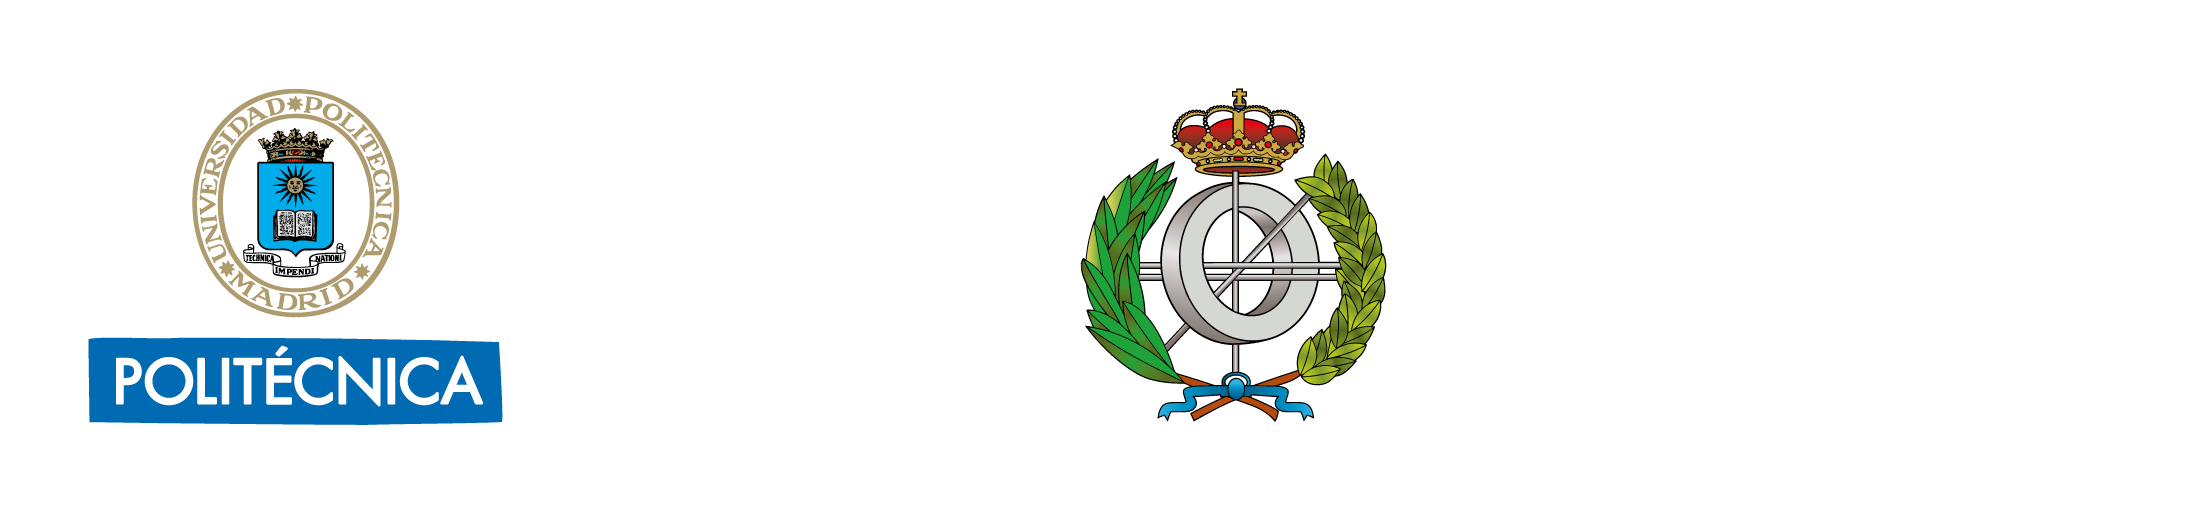 UNIVERSIDAD POLITECNICA
MADRID
TECHNICA IMPENDI NATIONI
POLITÉCNICA